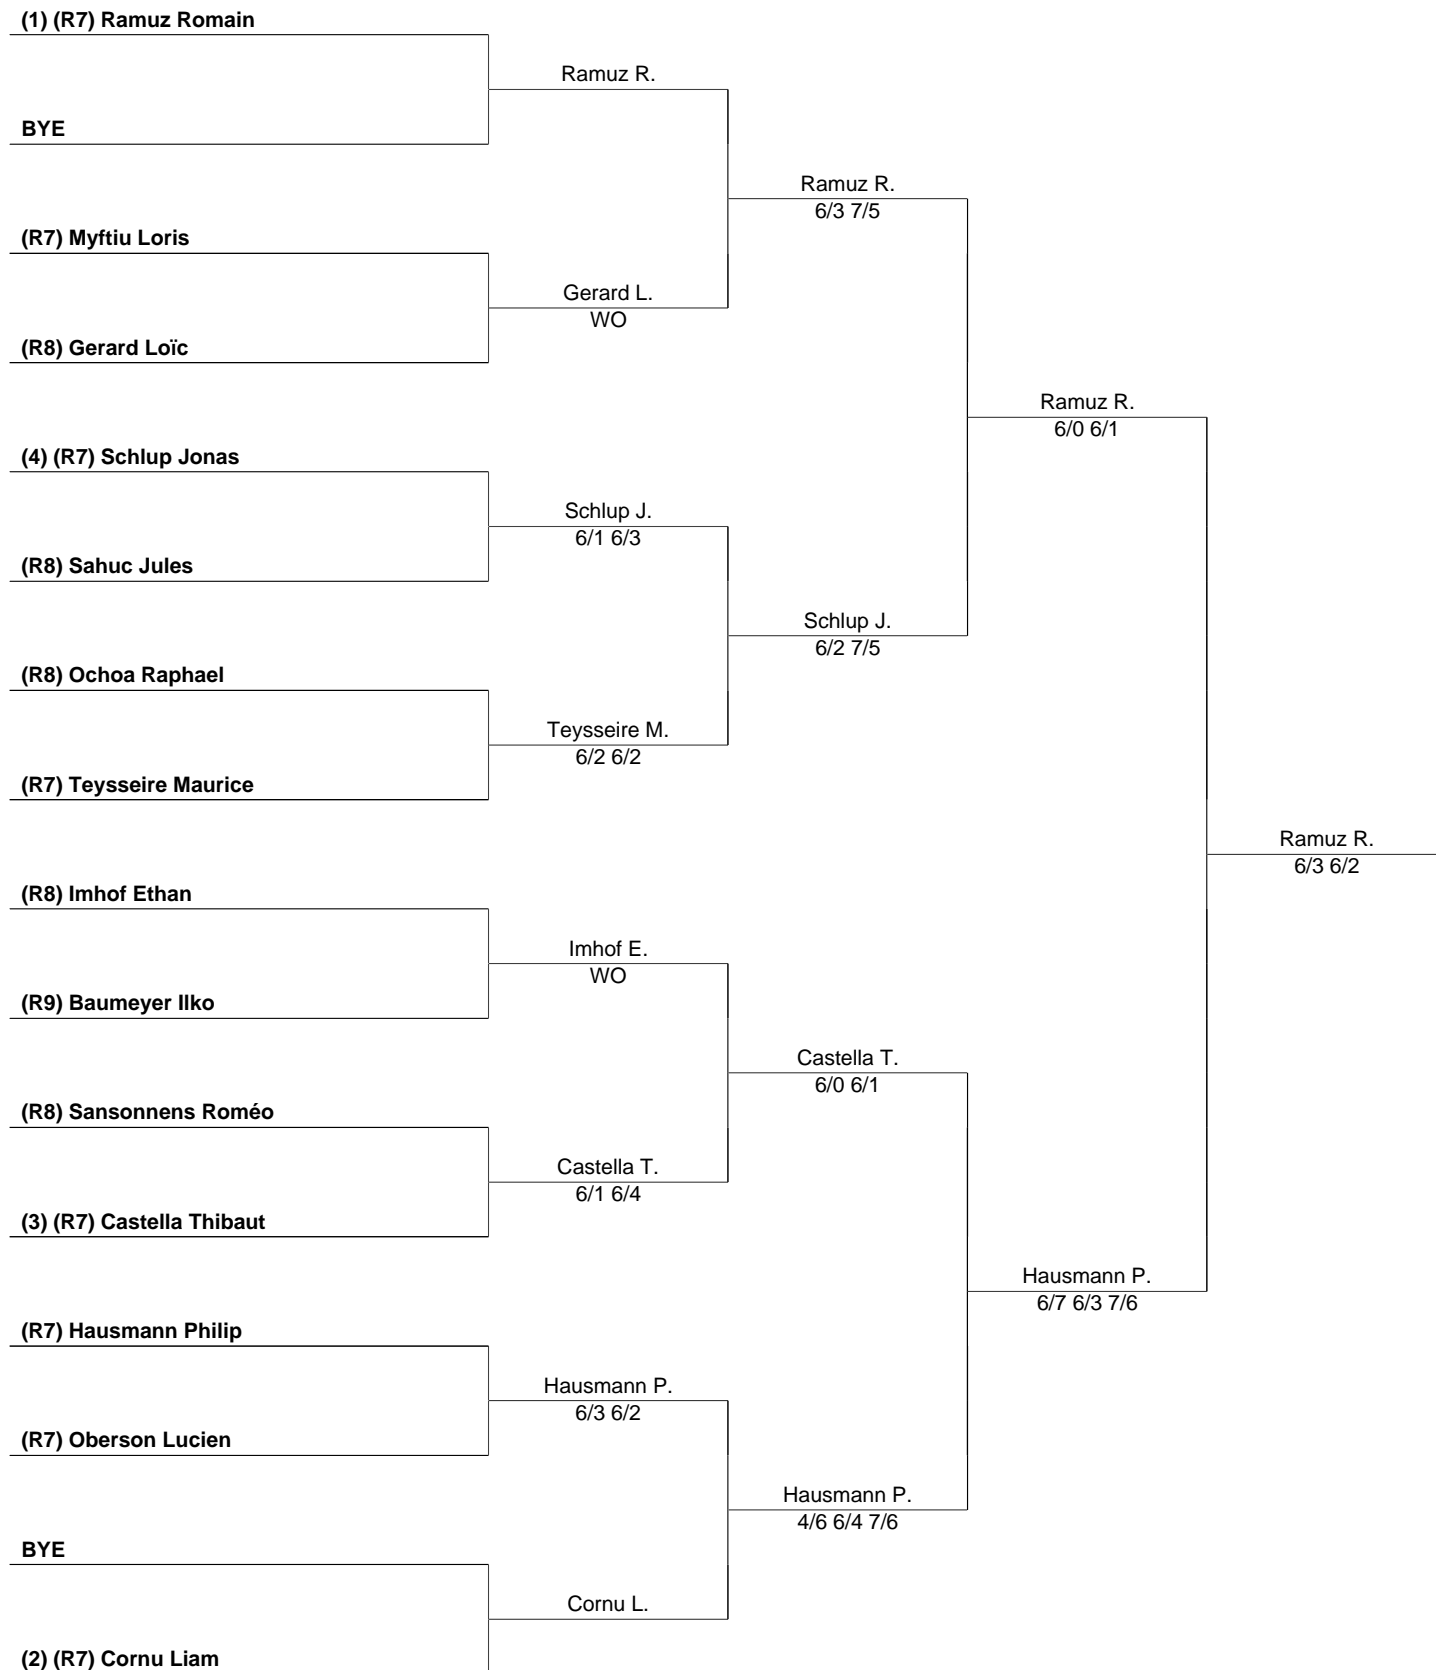 (1) (R7) Ramuz Romain
Ramuz R.
BYE
Ramuz R.
6/3 7/5
(R7) Myftiu Loris
Gerard L.
WO
(R8) Gerard Loïc
Ramuz R.
6/0 6/1
(4) (R7) Schlup Jonas
Schlup J.
6/1 6/3
(R8) Sahuc Jules
Schlup J.
6/2 7/5
(R8) Ochoa Raphael
Teysseire M.
6/2 6/2
(R7) Teysseire Maurice
Ramuz R.
6/3 6/2
(R8) Imhof Ethan
Imhof E.
WO
(R9) Baumeyer Ilko
Castella T.
6/0 6/1
(R8) Sansonnens Roméo
Castella T.
6/1 6/4
(3) (R7) Castella Thibaut
Hausmann P.
6/7 6/3 7/6
(R7) Hausmann Philip
Hausmann P.
6/3 6/2
(R7) Oberson Lucien
Hausmann P.
4/6 6/4 7/6
BYE
Cornu L.
(2) (R7) Cornu Liam